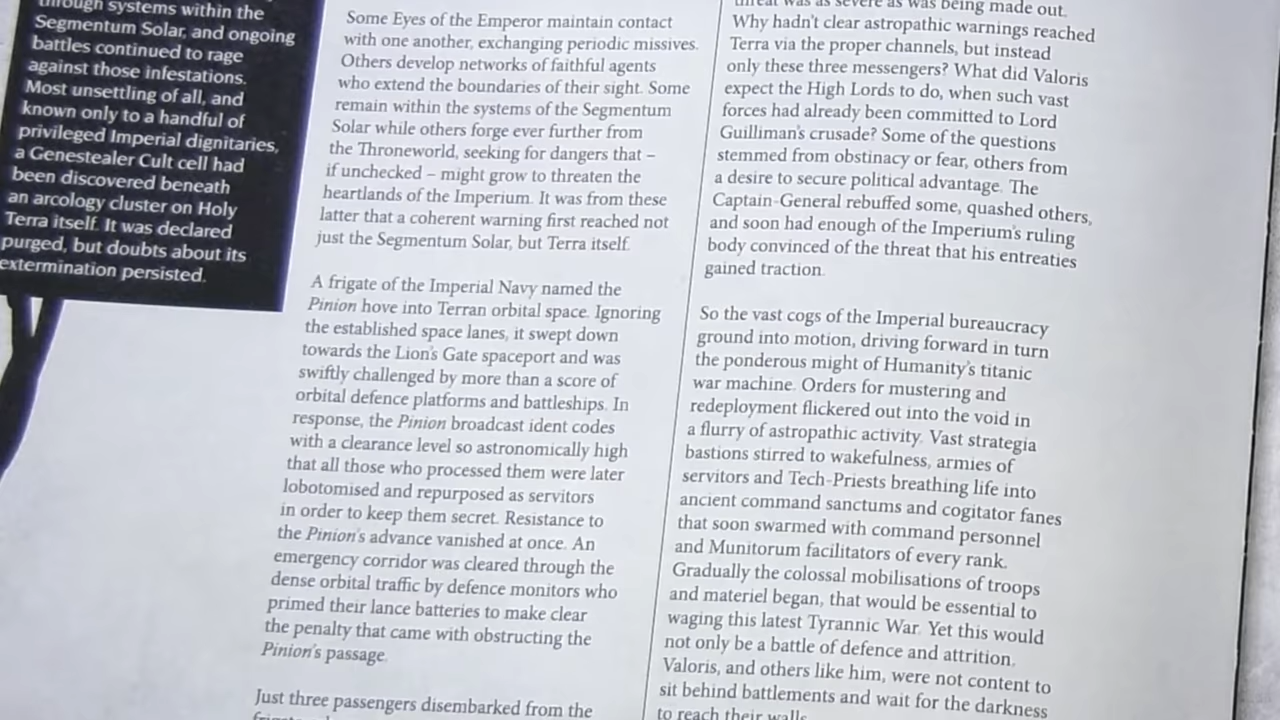 through systems within the
Segmentum Solar, and ongoing
battles continued to rage
against those infestations.
Most unsettling of all, and
known only to a handful of
privileged Imperial dignitaries,
a Genestealer Cult cell had
been discovered beneath
an arcology cluster on Holy
Terra itself. It was declared
purged, but doubts about its
extermination persisted.
Some Eyes of the Emperor maintain contact
with one another, exchanging periodic missives.
Others develop networks of faithful agents
who extend the boundaries of their sight. Some
remain within the systems of the Segmentum
Solar while others forge ever further from
the Throneworld, seeking for dangers that –
if unchecked – might grow to threaten the
heartlands of the Imperium. It was from these
latter that a coherent warning first reached not
just the Segmentum Solar, but Terra itself.
A frigate of the Imperial Navy named the
Pinion hove into Terran orbital space. Ignoring
the established space lanes, it swept down
towards the Lion's Gate spaceport and was
swiftly challenged by more than a score of
orbital defence platforms and battleships. In
response, the Pinion broadcast ident codes
with a clearance level so astronomically high
that all those who processed them were later
lobotomised and repurposed as servitors
in order to keep them secret. Resistance to
the Pinion's advance vanished at once. An
emergency corridor was cleared through the
dense orbital traffic by defence monitors who
primed their lance batteries to make clear
the penalty that came with obstructing the
Pinion's passage.
Just three passengers disembarked from the
threat was as severe as was being made out.
Why hadn't clear astropathic warnings reached
Terra via the proper channels, but instead
only these three messengers? What did Valoris
expect the High Lords to do, when such vast
forces had already been committed to Lord
Guilliman's crusade? Some of the questions
stemmed from obstinacy or fear, others from
a desire to secure political advantage. The
Captain-General rebuffed some, quashed others,
and soon had enough of the Imperium's ruling
body convinced of the threat that his entreaties
gained traction.
So the vast cogs of the Imperial bureaucracy
ground into motion, driving forward in turn
the ponderous might of Humanity's titanic
war machine. Orders for mustering and
redeployment flickered out into the void in
a flurry of astropathic activity. Vast strategia
bastions stirred to wakefulness, armies of
servitors and Tech-Priests breathing life into
ancient command sanctums and cogitator fanes
that soon swarmed with command personnel
and Munitorum facilitators of every rank.
Gradually the colossal mobilisations of troops
and materiel began, that would be essential to
waging this latest Tyrannic War. Yet this would
not only be a battle of defence and attrition.
Valoris, and others like him, were not content to
sit behind battlements and wait for the darkness
to reach their walls.